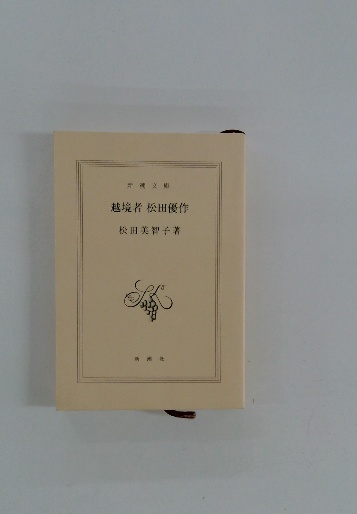 新潮文庫
越境者 松田優作
松田美智子著
新潮社